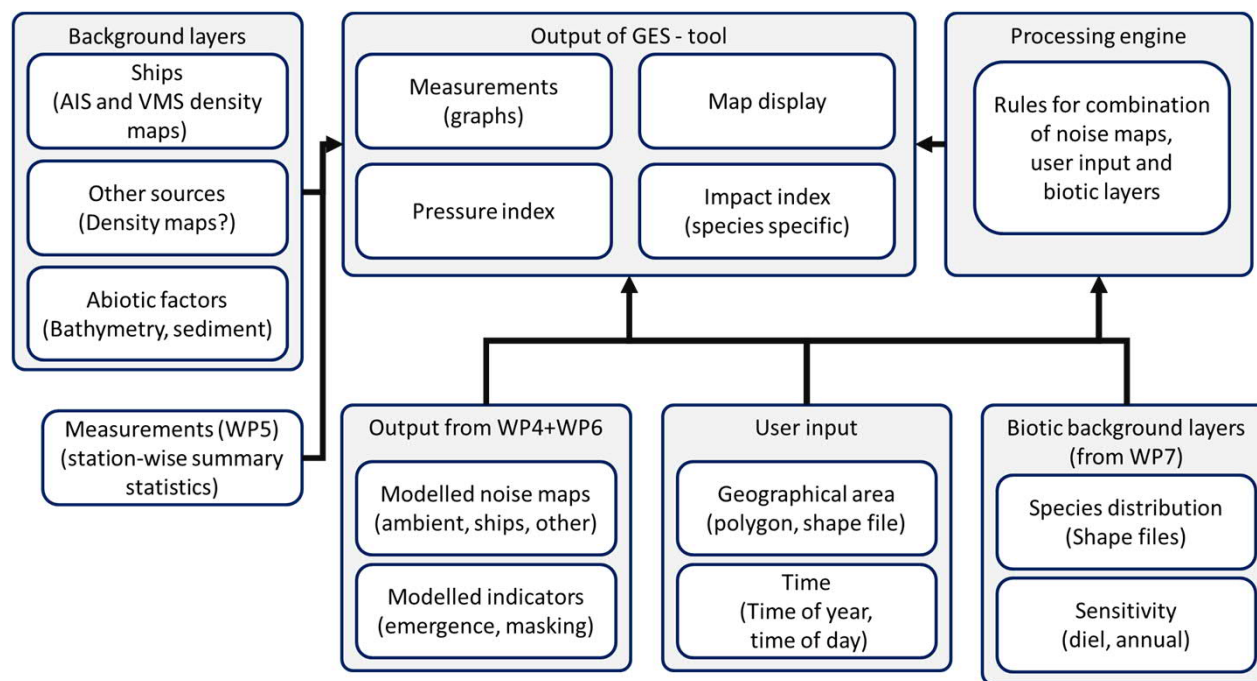 Background layers
Ships
(AIS and VMS density
maps)
Other sources
(Density maps?)
Abiotic factors
(Bathymetry, sediment)
Measurements (WP5)
(station-wise summary
statistics)
Output of GES - tool
Measurements
(graphs)
Map display
Pressure index
Impact index
(species specific)
Processing engine
Rules for combination
of noise maps,
user input and
biotic layers
Output from WP4+WP6
Modelled noise maps
(ambient, ships, other)
Modelled indicators
(emergence, masking)
User input
Geographical area
(polygon, shape file)
Time
(Time of year,
time of day)
Biotic background layers
(from WP7)
Species distribution
(Shape files)
Sensitivity
(diel, annual)